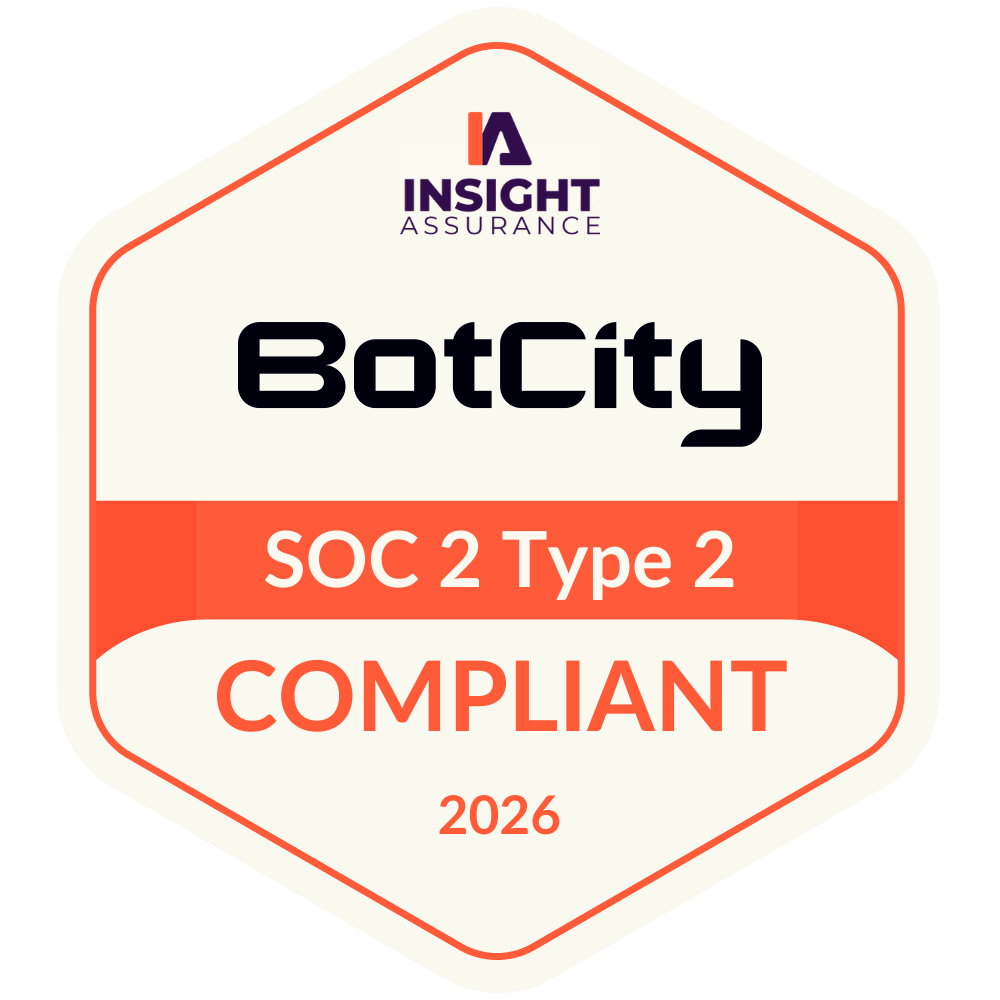 IA
INSIGHT
ASSURANCE
BotCity
SOC 2 Type 2
COMPLIANT
2026